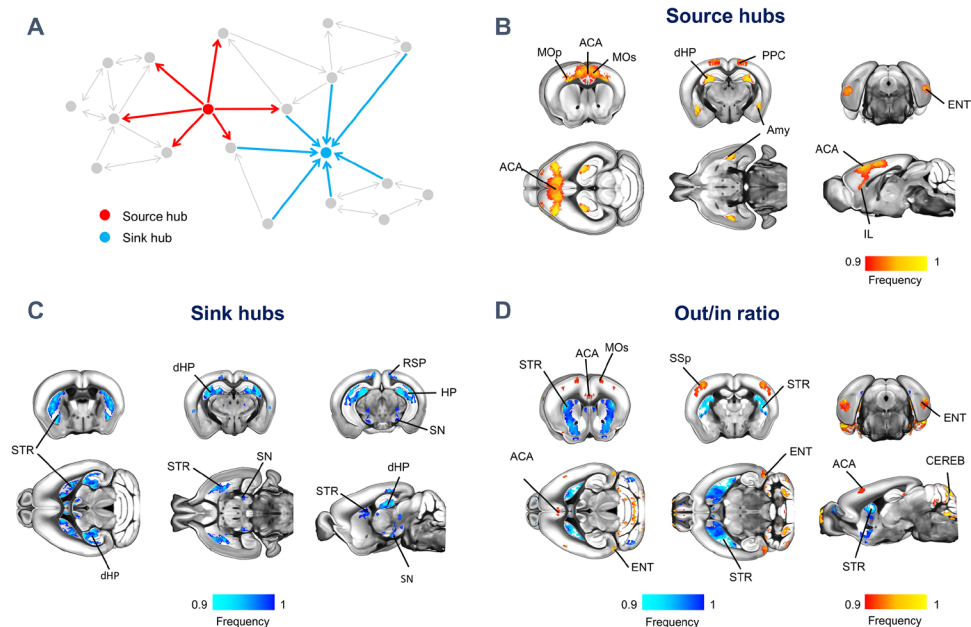 A
Source hub
Sink hub
B
Source hubs
MOp
ACA
MOs
dHP
PPC
ENT
Amy
ACA
ACA
IL
0.9
1
Frequency
C
Sink hubs
dHP
RSP
HP
SN
STR
STR
SN
dHP
STR
dHP
SN
0.9
1
Frequency
D
Out/in ratio
STR
ACA
MOs
SSp
STR
ENT
ACA
ENT
ACA
CEREB
ENT
STR
STR
0.9
1
Frequency
0.9
1
Frequency